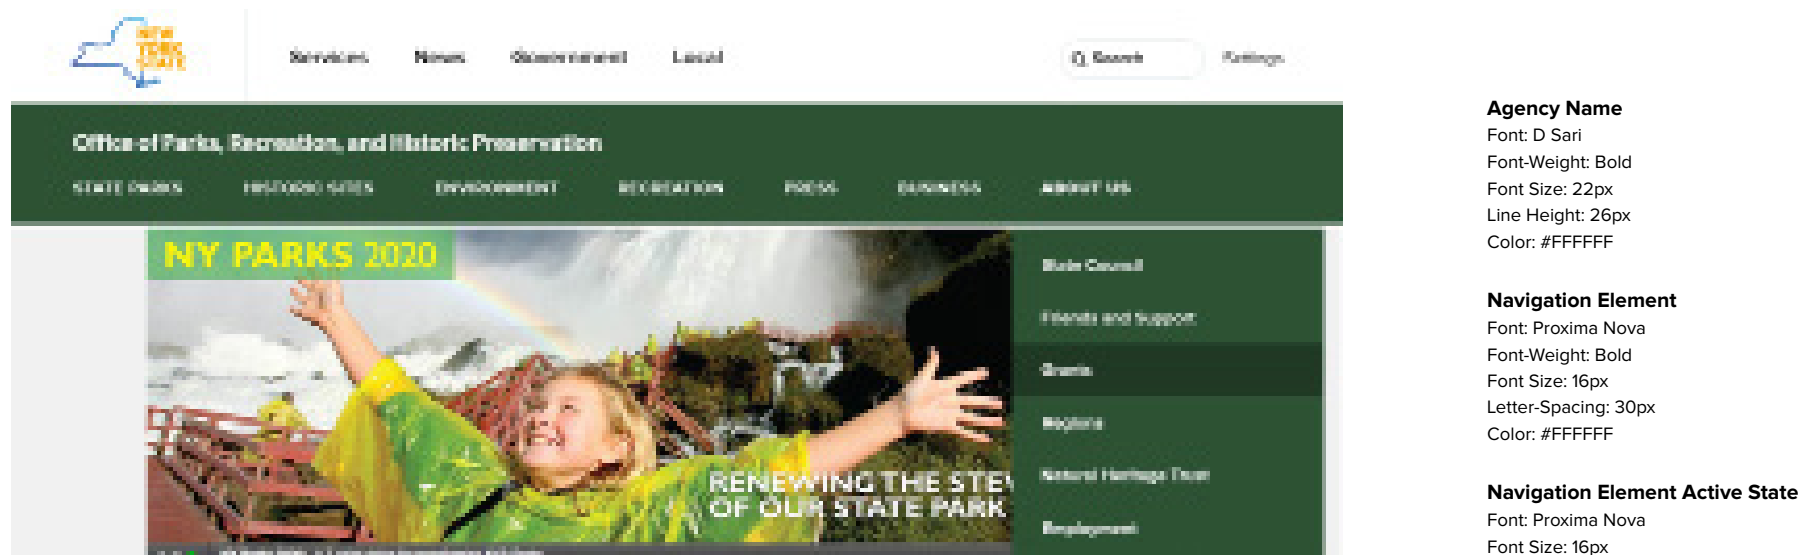 NEW
YORK
STATE
Services News Government Local
Search Settings
Office of Parks, Recreation, and Historic Preservation
STATE PARKS HISTORIC SITES ENVIRONMENT RECREATION PRESS BUSINESS ABOUT US
NY PARKS 2020
RENEWING THE STEW
OF OUR STATE PARK
State Council
Friends and Support
Grants
Regions
Natural Heritage Trust
Employment
Agency Name
Font: D Sari
Font-Weight: Bold
Font Size: 22px
Line Height: 26px
Color: #FFFFFF
Navigation Element
Font: Proxima Nova
Font-Weight: Bold
Font Size: 16px
Letter-Spacing: 30px
Color: #FFFFFF
Navigation Element Active State
Font: Proxima Nova
Font Size: 16px